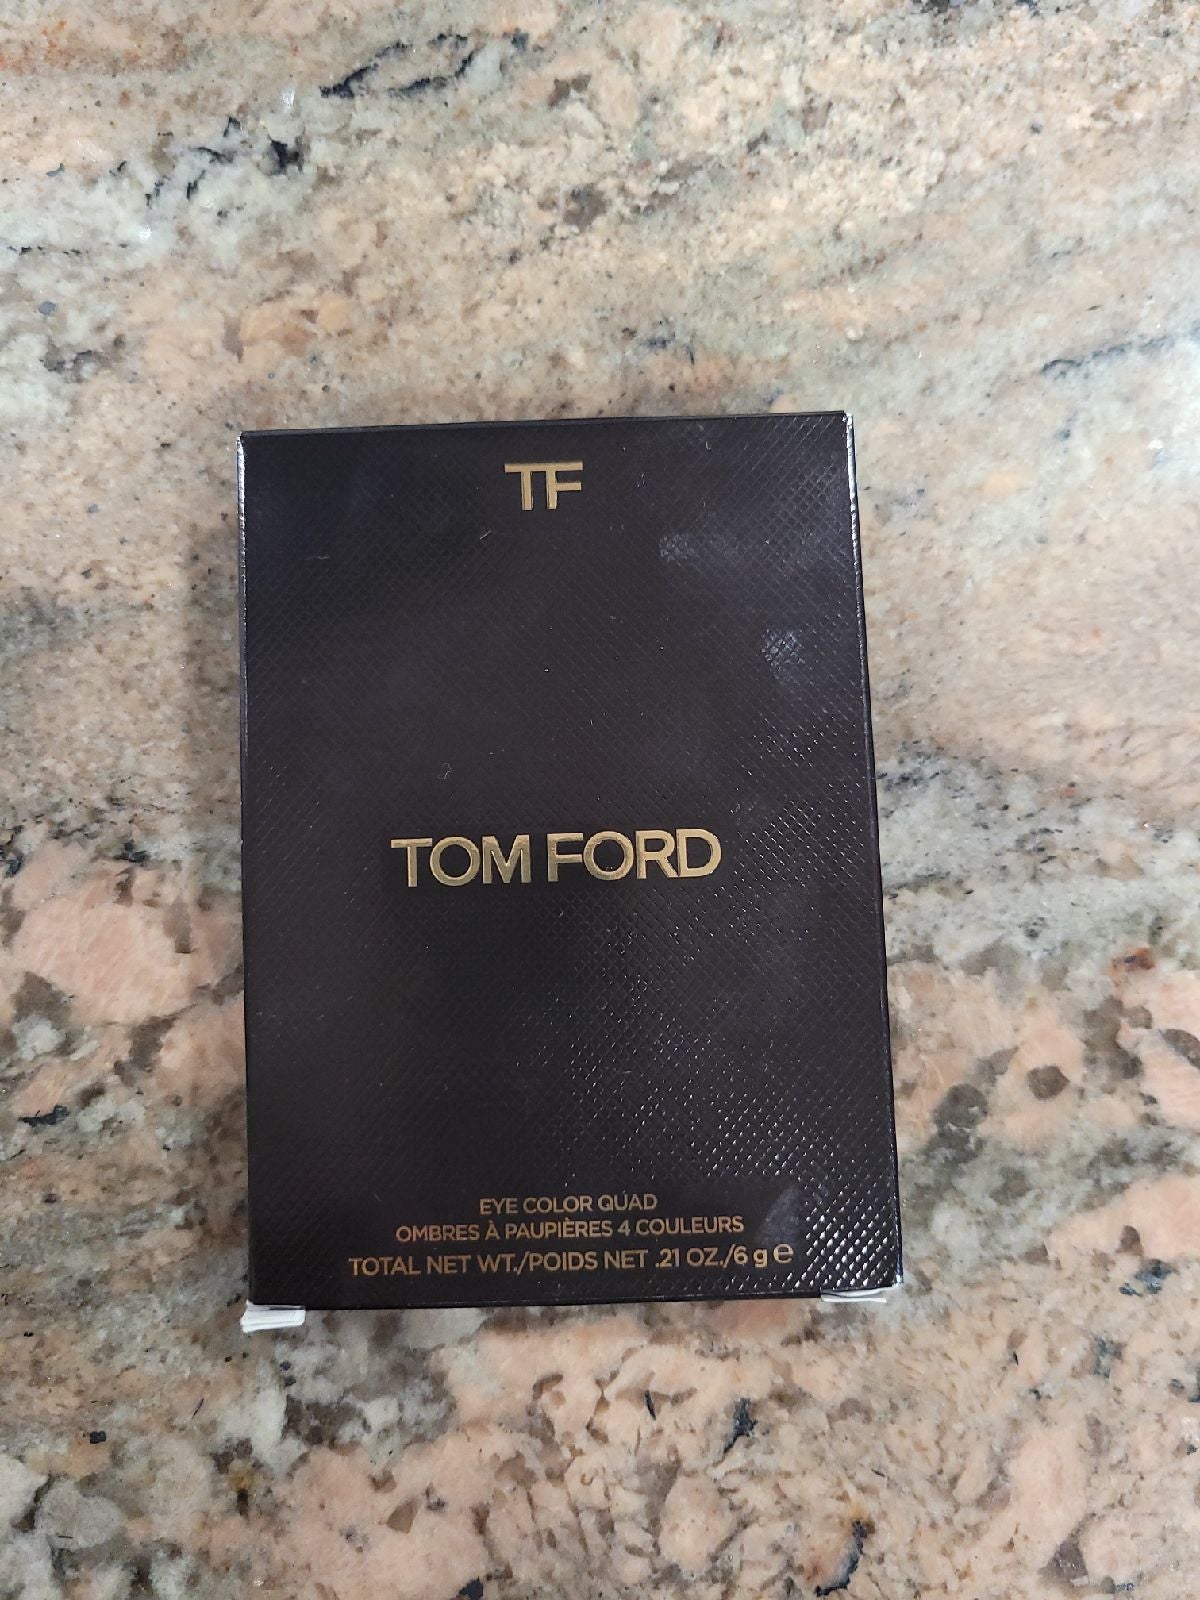 TF
TOM FORD
EYE COLOR QUAD
OMBRES À PAUPIÈRES 4 COULEURS
TOTAL NET WT./POIDS NET .21 OZ./6 g ℮